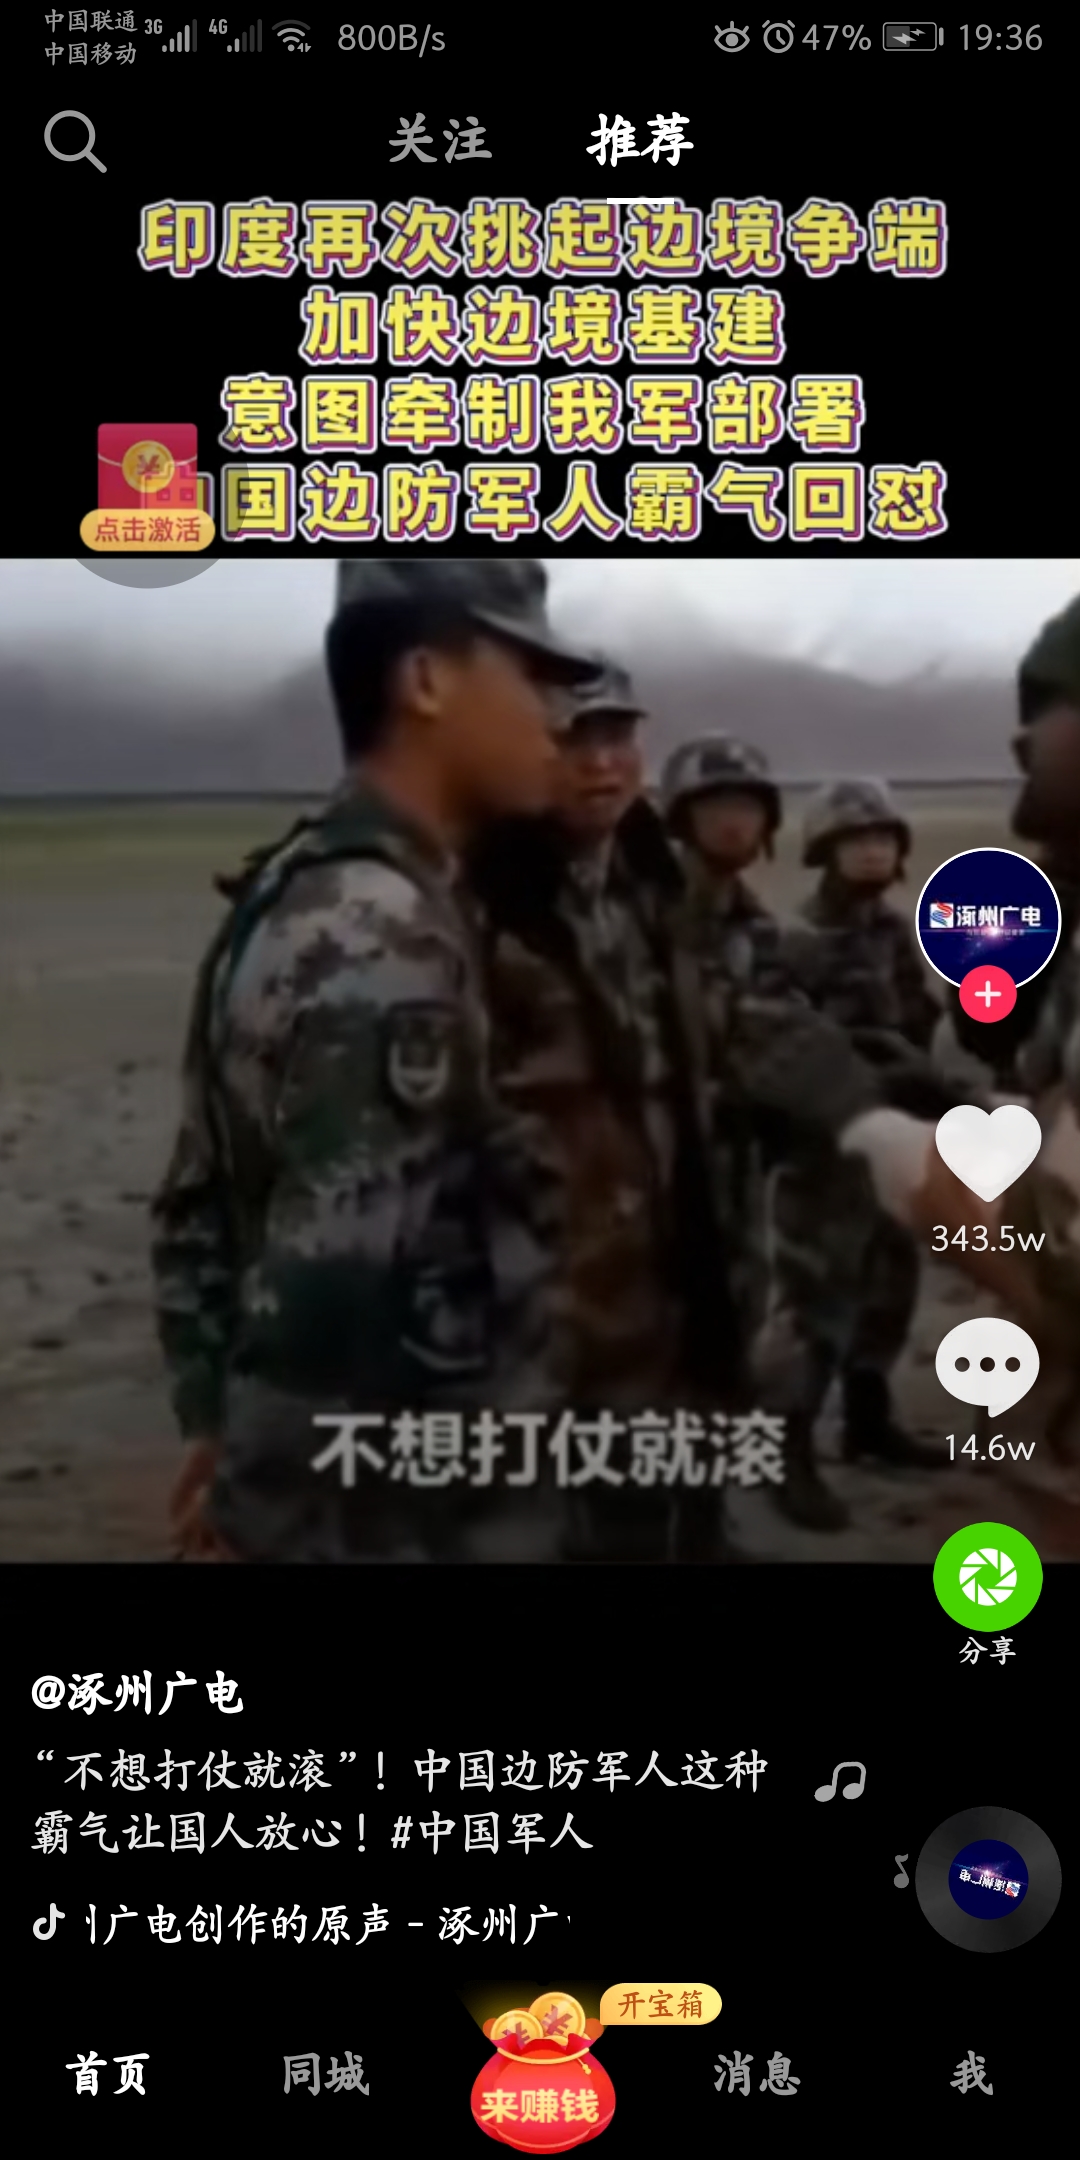 中国联通 3G 4G 800B/s 47% 19:36
中国移动
关注 推荐
印度再次挑起边境争端
加快边境基建
意图牵制我军部署
国边防军人霸气回怼
点击激活
涿州广电
343.5w
14.6w
不想打仗就滚
分享
@涿州广电
“不想打仗就滚”！中国边防军人这种
霸气让国人放心！#中国军人
广电创作的原声 - 涿州广
开宝箱
首页 同城 来赚钱 消息 我